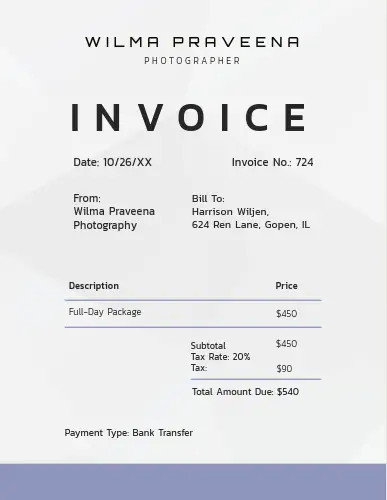 WILMA PRAVEENA
PHOTOGRAPHER
INVOICE
Date: 10/26/XX Invoice No.: 724
From:
Wilma Praveena
Photography
Bill To:
Harrison Wiljen,
624 Ren Lane, Gopen, IL
Description Price
Full-Day Package $450
Subtotal $450
Tax Rate: 20%
Tax: $90
Total Amount Due: $540
Payment Type: Bank Transfer